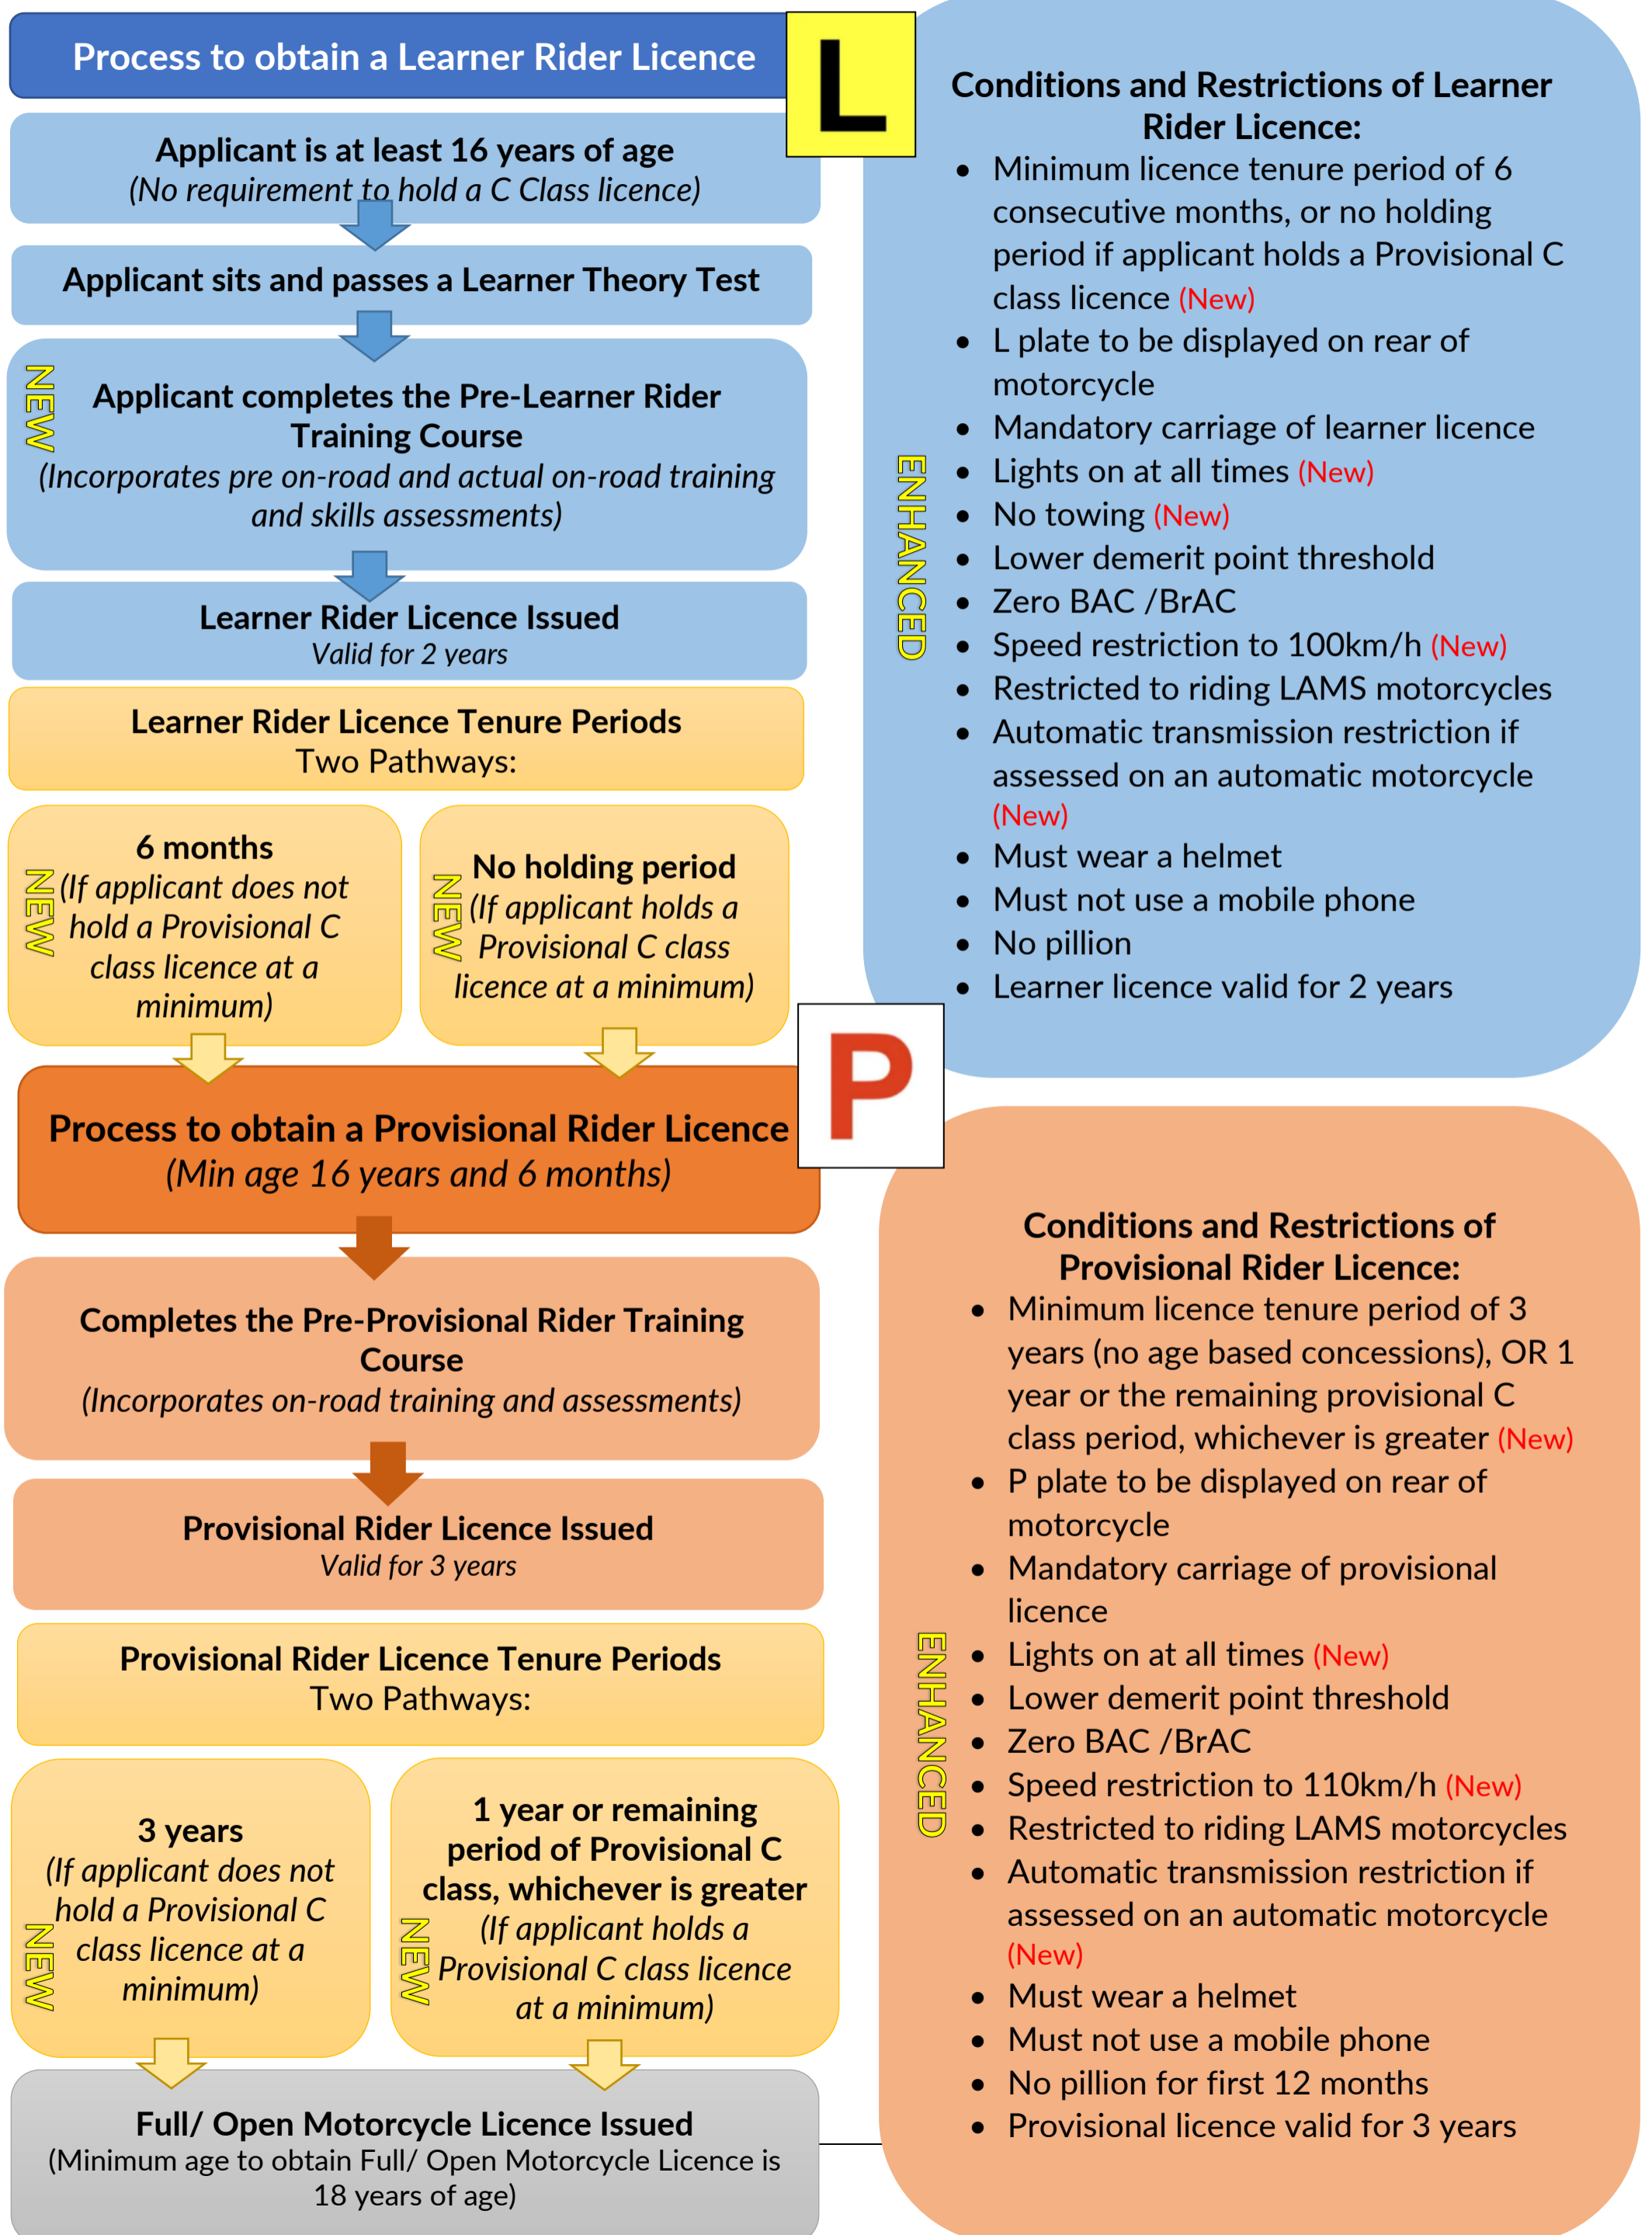 Process to obtain a Learner Rider Licence
L
Applicant is at least 16 years of age
(No requirement to hold a C Class licence)
Applicant sits and passes a Learner Theory Test
NEW
Applicant completes the Pre-Learner Rider
Training Course
(Incorporates pre on-road and actual on-road training
and skills assessments)
Learner Rider Licence Issued
Valid for 2 years
Learner Rider Licence Tenure Periods
Two Pathways:
NEW
6 months
(If applicant does not
hold a Provisional C
class licence at a
minimum)
NEW
No holding period
(If applicant holds a
Provisional C class
licence at a minimum)
Conditions and Restrictions of Learner
Rider Licence:
ENHANCED
• Minimum licence tenure period of 6
consecutive months, or no holding
period if applicant holds a Provisional C
class licence (New)
• L plate to be displayed on rear of
motorcycle
• Mandatory carriage of learner licence
• Lights on at all times (New)
• No towing (New)
• Lower demerit point threshold
• Zero BAC /BrAC
• Speed restriction to 100km/h (New)
• Restricted to riding LAMS motorcycles
• Automatic transmission restriction if
assessed on an automatic motorcycle
(New)
• Must wear a helmet
• Must not use a mobile phone
• No pillion
• Learner licence valid for 2 years
P
Process to obtain a Provisional Rider Licence
(Min age 16 years and 6 months)
Completes the Pre-Provisional Rider Training
Course
(Incorporates on-road training and assessments)
Provisional Rider Licence Issued
Valid for 3 years
Provisional Rider Licence Tenure Periods
Two Pathways:
NEW
3 years
(If applicant does not
hold a Provisional C
class licence at a
minimum)
NEW
1 year or remaining
period of Provisional C
class, whichever is greater
(If applicant holds a
Provisional C class licence
at a minimum)
Full/ Open Motorcycle Licence Issued
(Minimum age to obtain Full/ Open Motorcycle Licence is
18 years of age)
Conditions and Restrictions of
Provisional Rider Licence:
ENHANCED
• Minimum licence tenure period of 3
years (no age based concessions), OR 1
year or the remaining provisional C
class period, whichever is greater (New)
• P plate to be displayed on rear of
motorcycle
• Mandatory carriage of provisional
licence
• Lights on at all times (New)
• Lower demerit point threshold
• Zero BAC /BrAC
• Speed restriction to 110km/h (New)
• Restricted to riding LAMS motorcycles
• Automatic transmission restriction if
assessed on an automatic motorcycle
(New)
• Must wear a helmet
• Must not use a mobile phone
• No pillion for first 12 months
• Provisional licence valid for 3 years